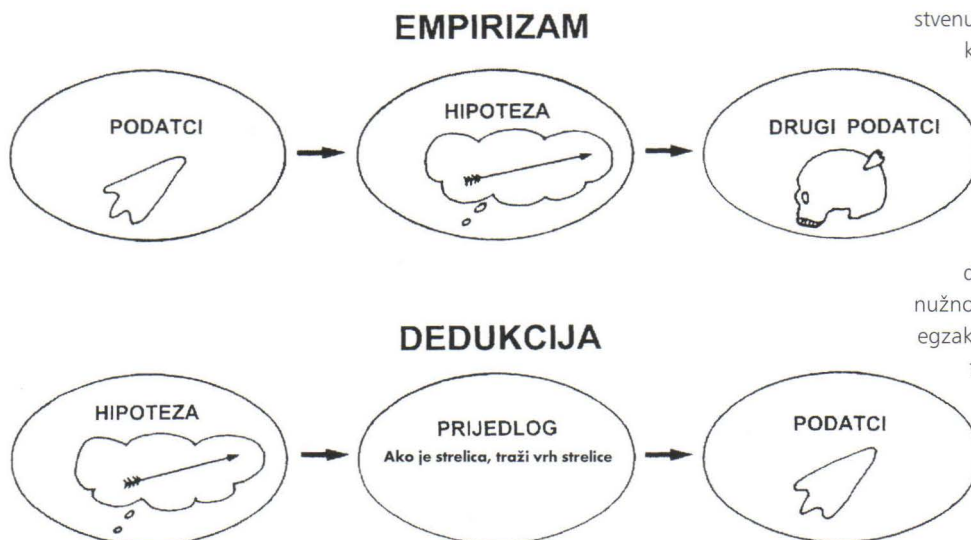 EMPIRIZAM
PODATCI
HIPOTEZA
DRUGI PODATCI
DEDUKCIJA
HIPOTEZA
PRIJEDLOG
Ako je strelica, traži vrh strelice
PODATCI
stvenu
k
nužno
egzak